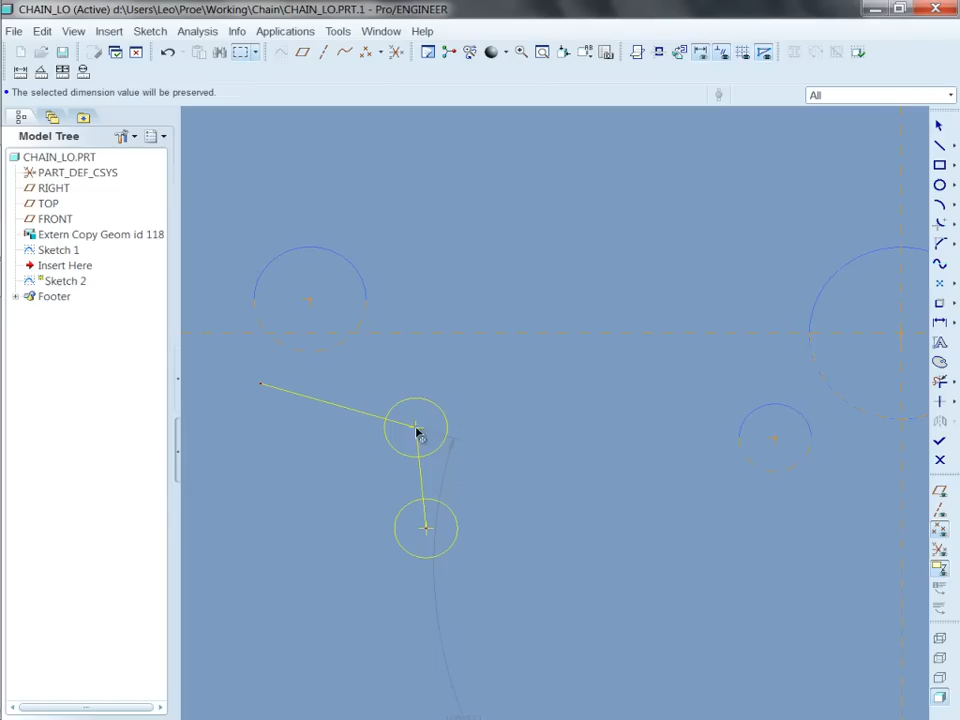 CHAIN_LO (Active) d:\Users\Leo\Proe\Working\Chain\CHAIN_LO.PRT.1 - Pro/ENGINEER
File Edit View Insert Sketch Analysis Info Applications Tools Window Help
The selected dimension value will be preserved.
All
Model Tree
CHAIN_LO.PRT
PART_DEF_CSYS
RIGHT
TOP
FRONT
Extern Copy Geom id 118
Sketch 1
Insert Here
Sketch 2
Footer